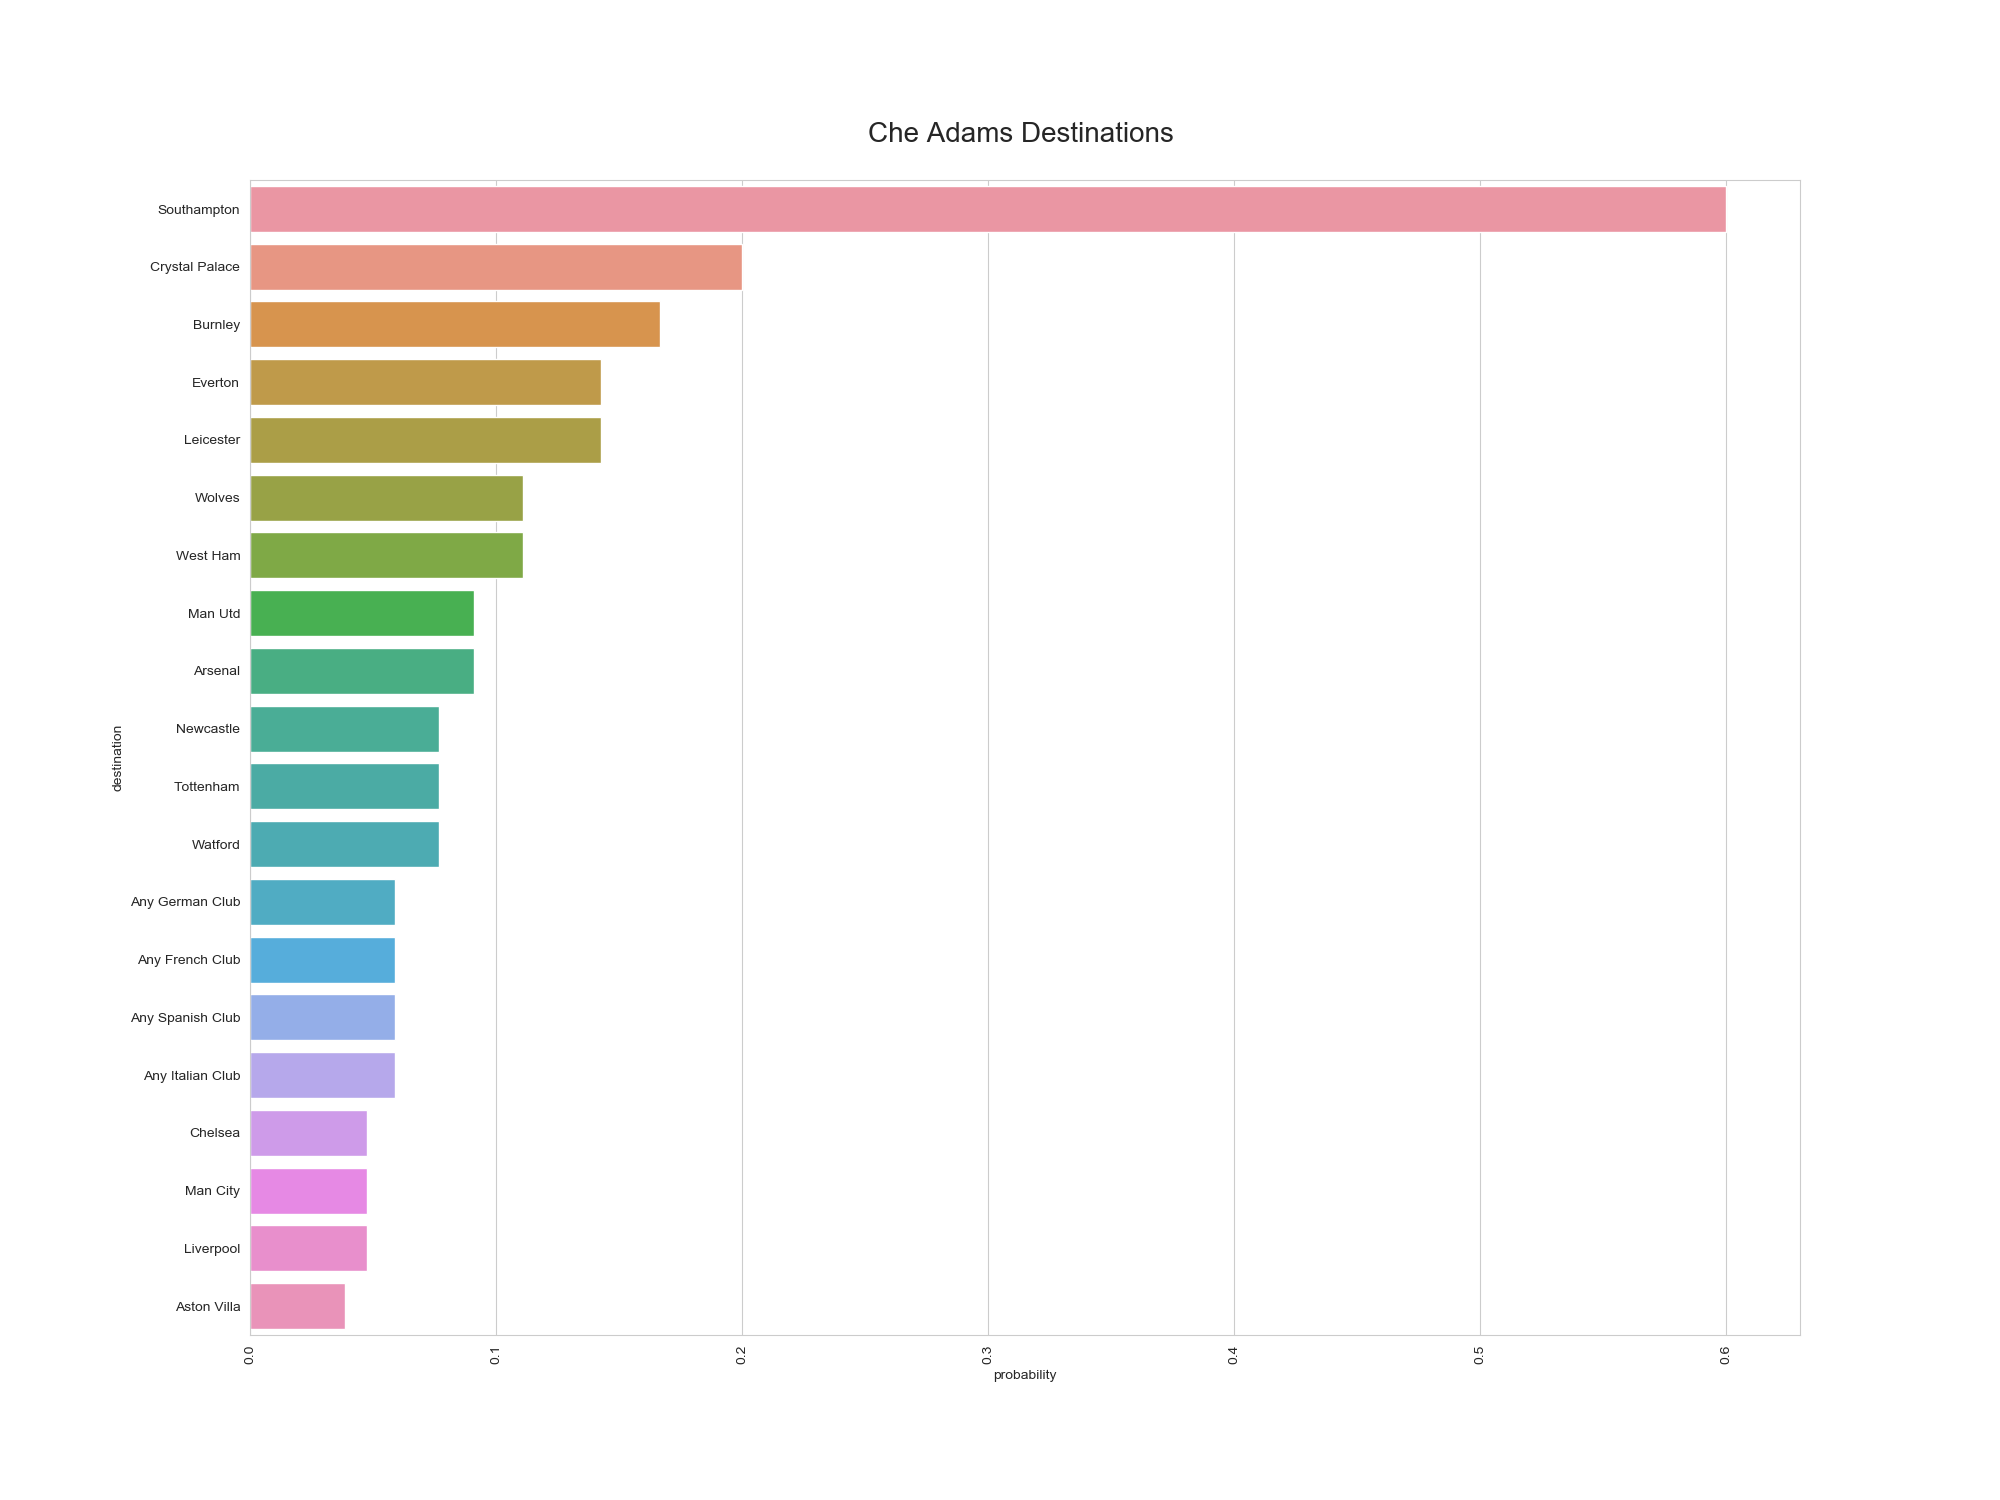 Che Adams Destinations
Southampton
Crystal Palace
Burnley
Everton
Leicester
Wolves
West Ham
Man Utd
Arsenal
Newcastle
Tottenham
Watford
Any German Club
Any French Club
Any Spanish Club
Any Italian Club
Chelsea
Man City
Liverpool
Aston Villa
destination
0.0 0.1 0.2 0.3 0.4 0.5 0.6
probability